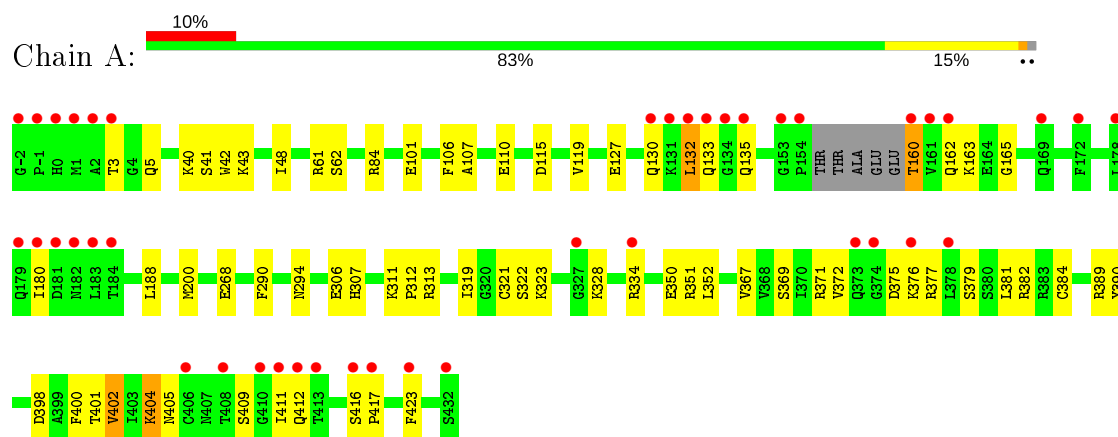 10%
Chain A:
83% 15% ••
G-2 P-1 H0 M1 A2 T3 G4 Q5 K40 S41 W42 K43 I48 R61 S62 R84 E101 F106 A107 E110 D115 V119 E127 Q130 K131 L132 Q133 G134 Q135 G153 P154 THR THR ALA GLU GLU T160 V161 Q162 K163 E164 G165 Q169 F172 L178
Q179 I180 D181 N182 L183 T184 L188 M200 E268 F290 N294 E306 H307 K311 P312 R313 I319 G320 C321 S322 K323 G327 K328 R334 E350 R351 L352 V367 V368 S369 I370 R371 V372 Q373 G374 D375 K376 R377 L378 S379 S380 L381 R382 R383 C384 R389
D398 A399 F400 T401 V402 I403 K404 N405 C406 N407 T408 S409 G410 I411 Q412 T413 S416 P417 F423 S432